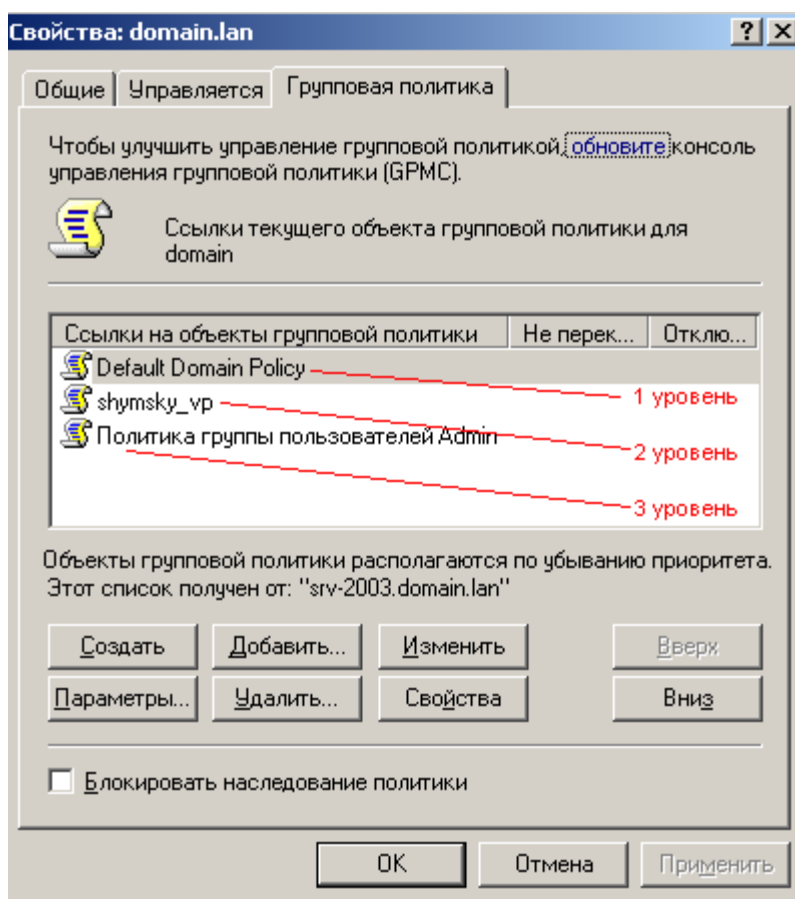 Свойства: domain.lan
Общие Управляется Групповая политика
Чтобы улучшить управление групповой политикой, обновите консоль
управления групповой политики (GPMC).
Ссылки текущего объекта групповой политики для
domain
Ссылки на объекты групповой политики Не перек... Отклю...
Default Domain Policy
1 уровень
shymsky_vp
2 уровень
Политика группы пользователей Admin
3 уровень
Объекты групповой политики располагаются по убыванию приоритета.
Этот список получен от: "srv-2003.domain.lan"
Создать Добавить... Изменить Вверх
Параметры... Удалить... Свойства Вниз
Блокировать наследование политики
OK Отмена Применить